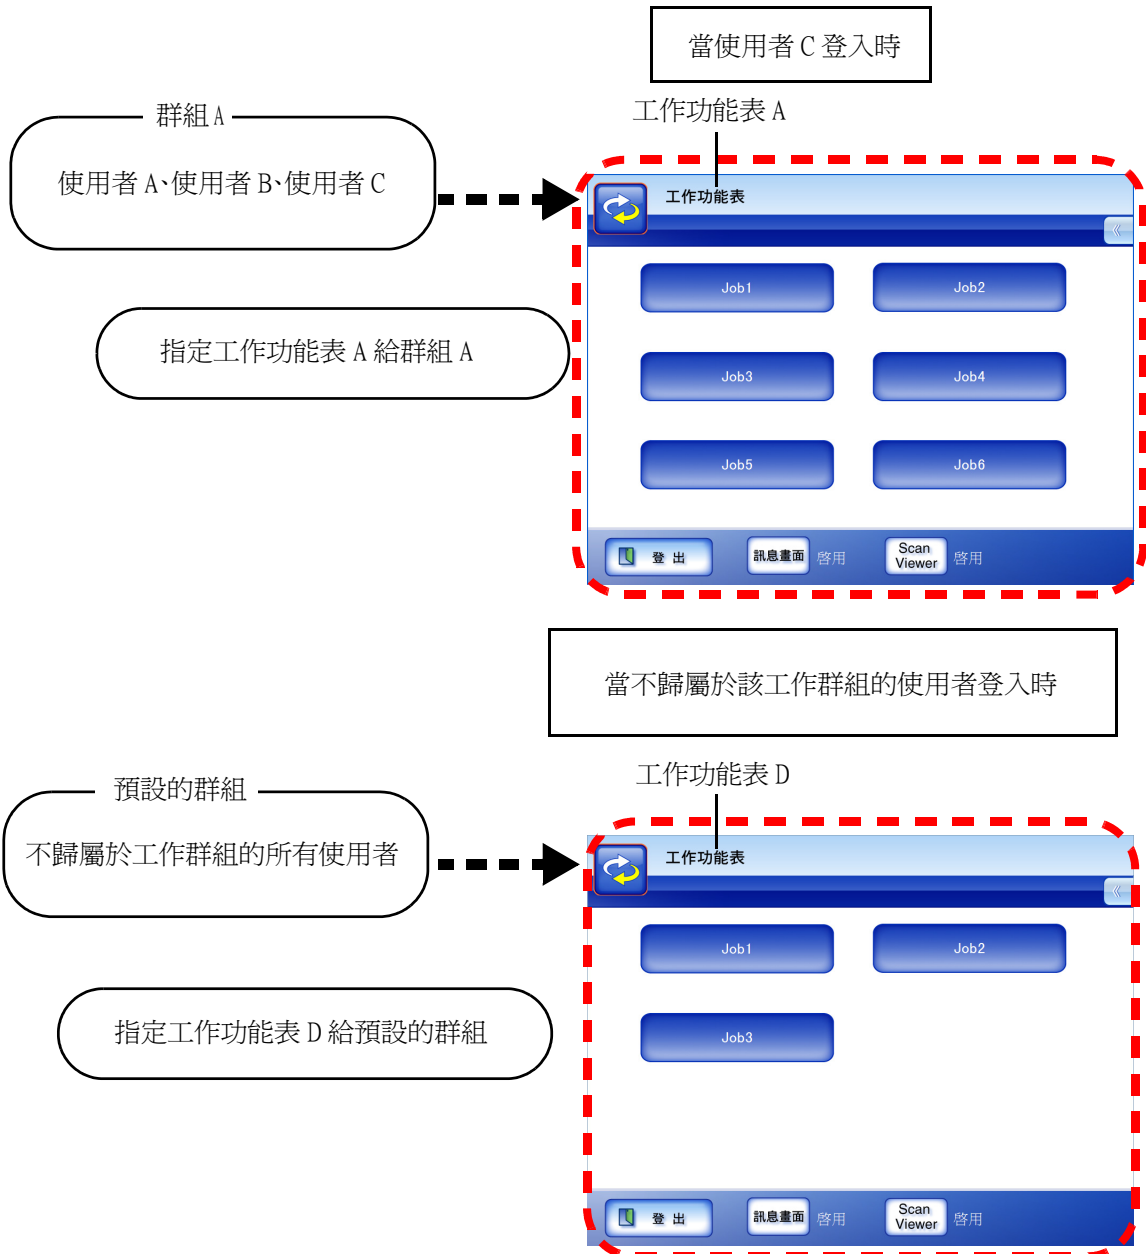 當使用者 C 登入時
工作功能表 A
群組 A
使用者 A、使用者 B、使用者 C
指定工作功能表 A 給群組 A
工作功能表
《
Job1 Job2
Job3 Job4
Job5 Job6
登出 訊息畫面 啓用 Scan Viewer 啓用
當不歸屬於該工作群組的使用者登入時
工作功能表 D
預設的群組
不歸屬於工作群組的所有使用者
指定工作功能表 D 給預設的群組
工作功能表
《
Job1 Job2
Job3
登出 訊息畫面 啓用 Scan Viewer 啓用